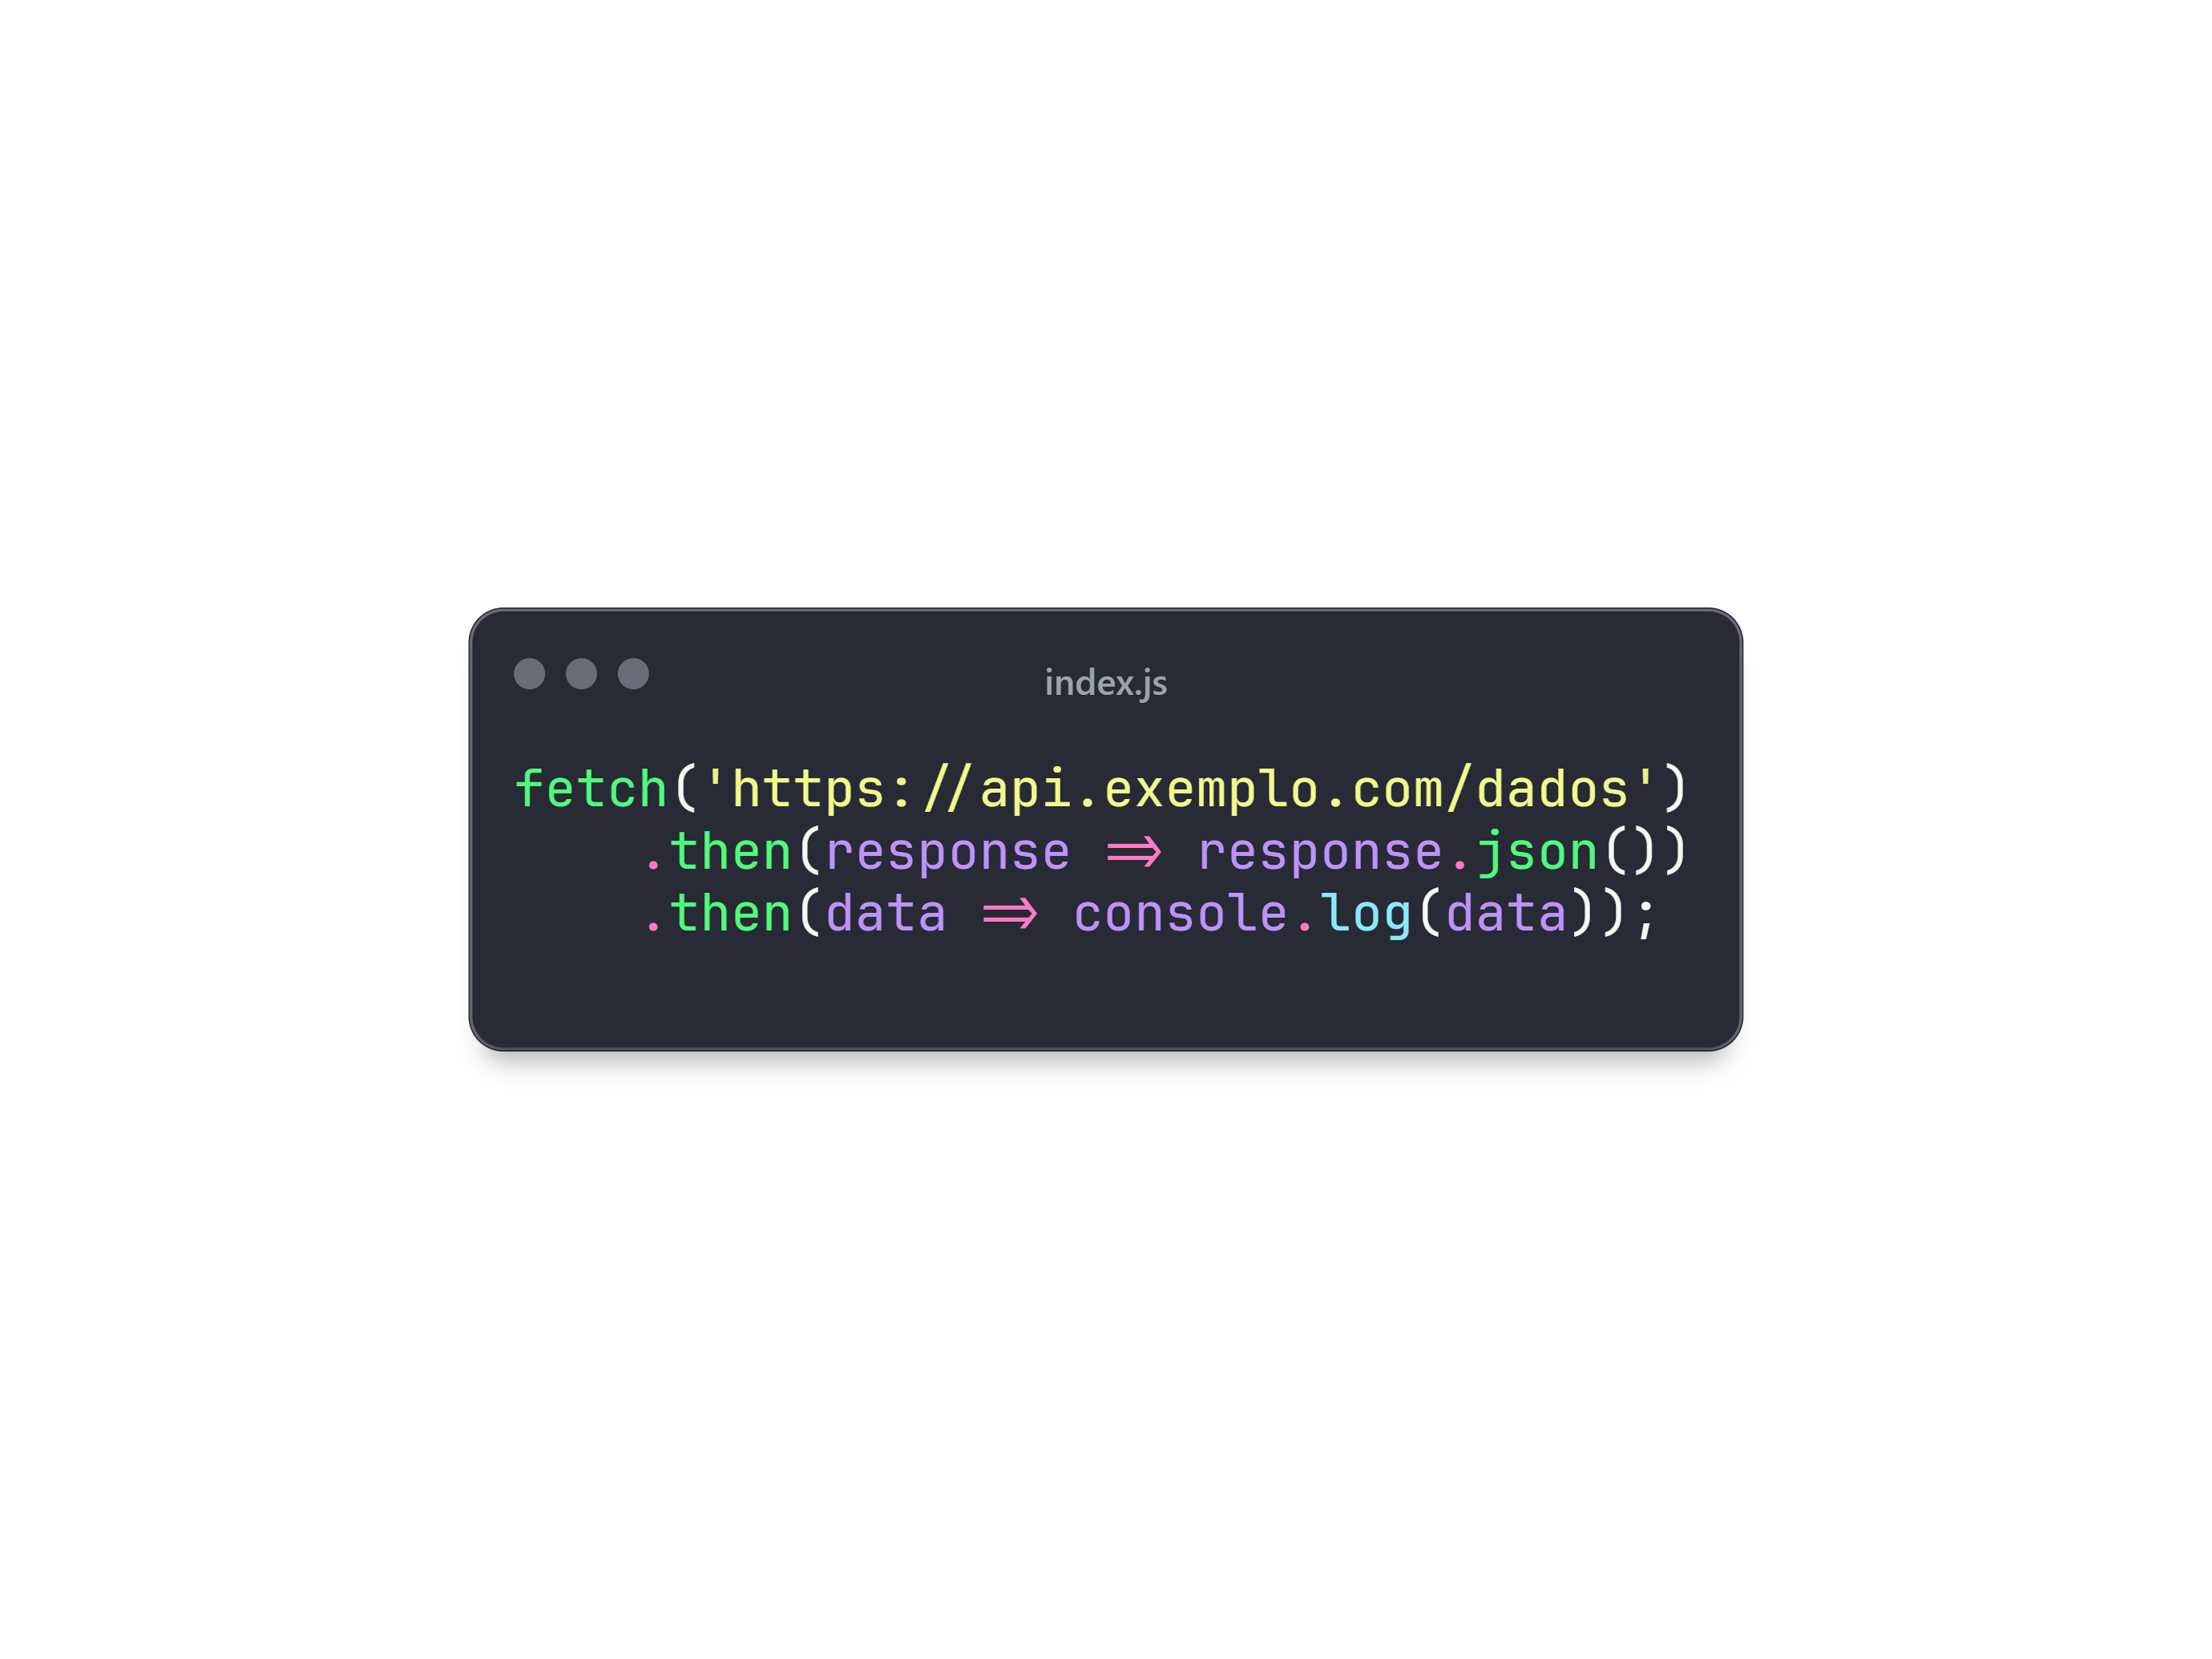 index.js
fetch('https://api.exemplo.com/dados')
    .then(response => response.json())
    .then(data => console.log(data));